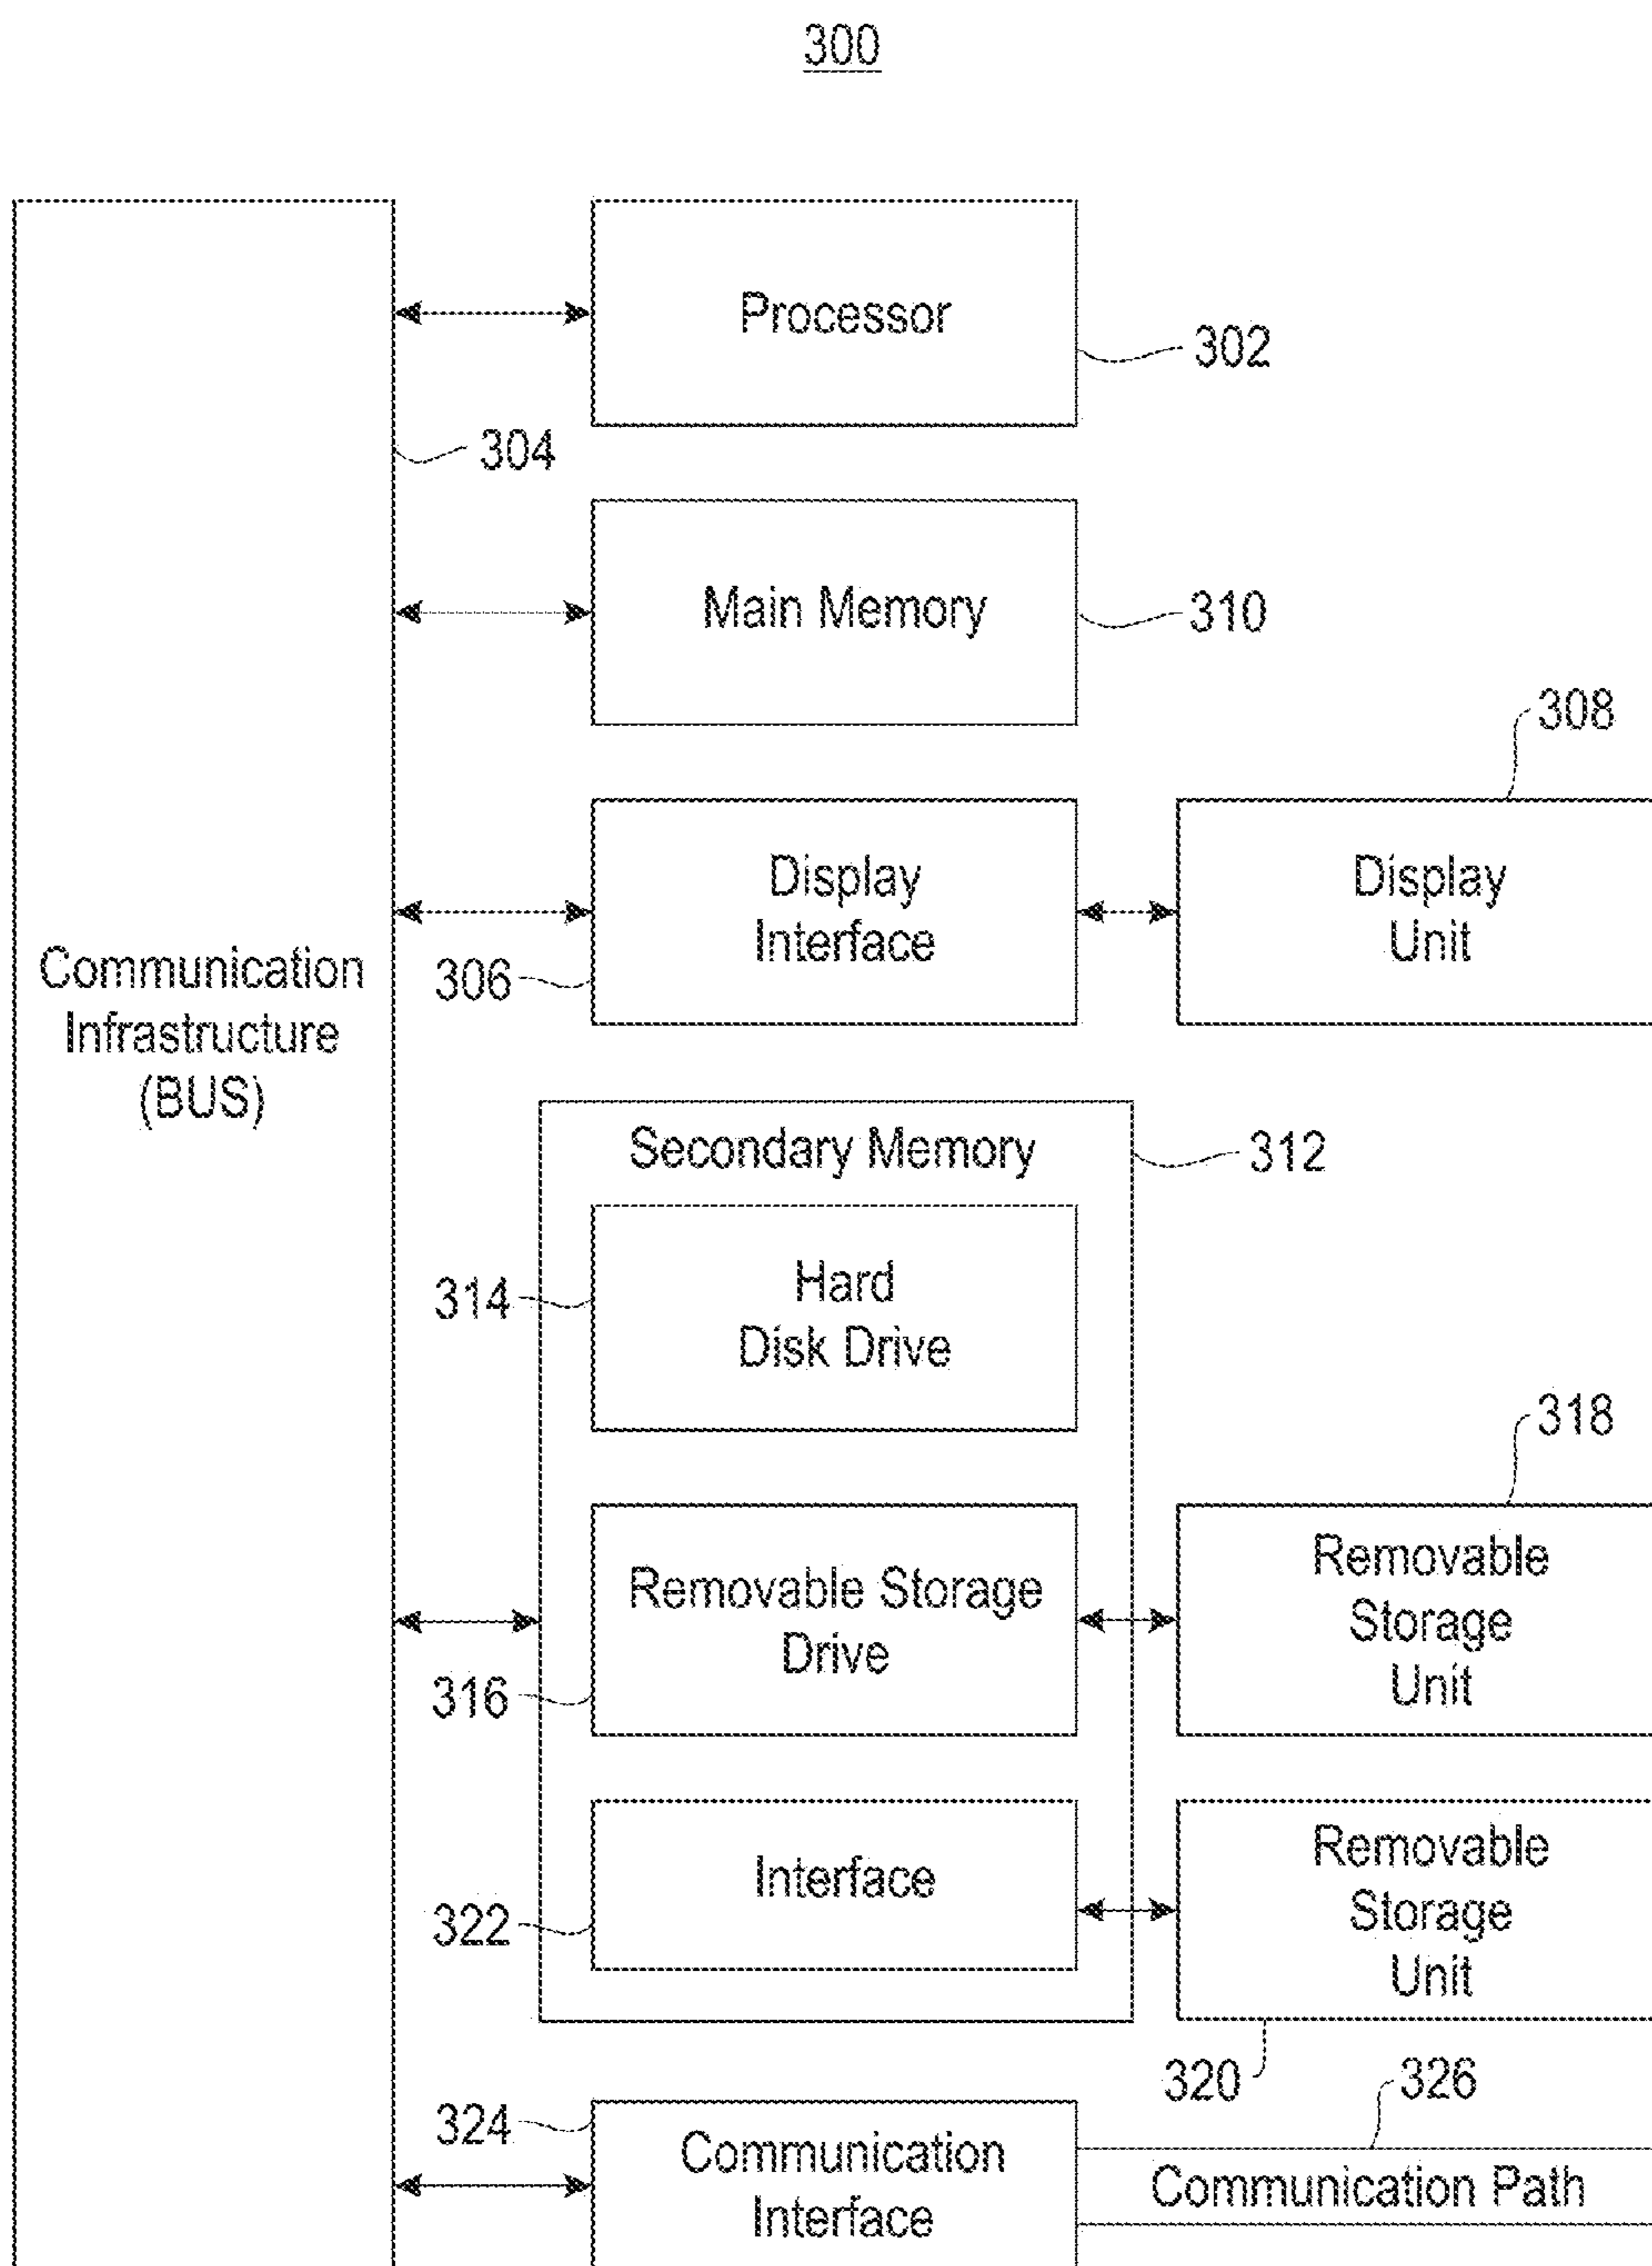 300
Processor
302
304
Main Memory
310
308
Display
Interface
306
Display
Unit
Communication
Infrastructure
(BUS)
Secondary Memory
312
314
Hard
Disk Drive
318
Removable Storage
Drive
316
Removable
Storage
Unit
Interface
322
Removable
Storage
Unit
320
326
324
Communication
Interface
Communication Path